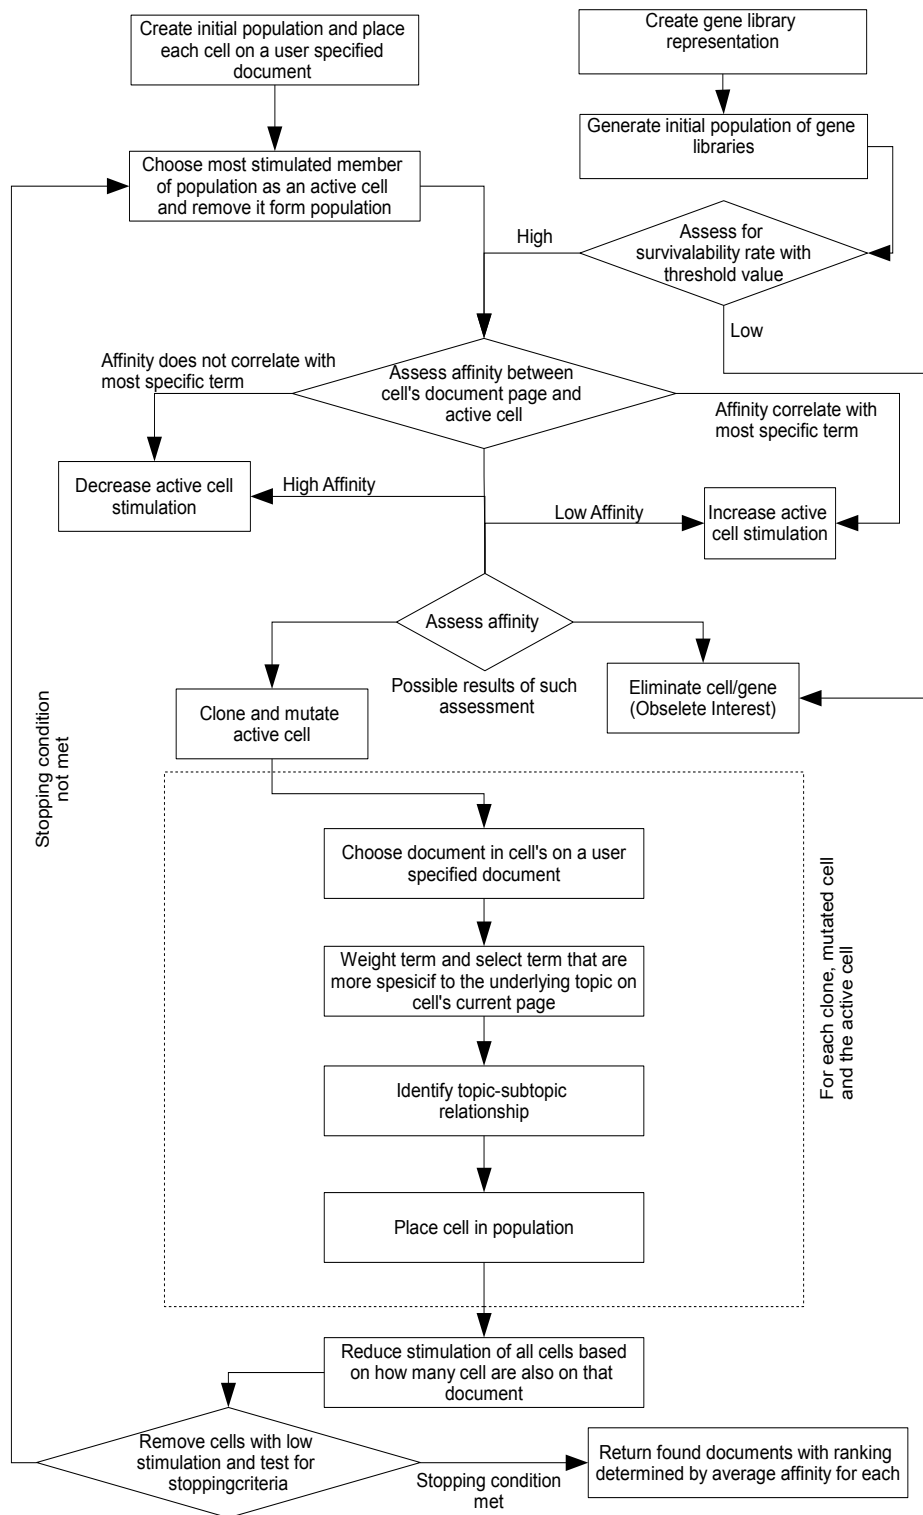 Create initial population and place
each cell on a user specified
document
Create gene library
representation
Generate initial population of gene
libraries
Choose most stimulated member
of population as an active cell
and remove it form population
Assess for
survivalability rate with
threshold value
High
Low
Affinity does not correlate with
most specific term
Assess affinity between
cell's document page and
active cell
Affinity correlate with
most specific term
Decrease active cell
stimulation
High Affinity
Low Affinity
Increase active
cell stimulation
Assess affinity
Possible results of such
assessment
Clone and mutate
active cell
Eliminate cell/gene
(Obselete Interest)
Stopping condition
not met
Choose document in cell's on a user
specified document
Weight term and select term that are
more spesicif to the underlying topic on
cell's current page
Identify topic-subtopic
relationship
Place cell in population
For each clone, mutated cell
and the active cell
Reduce stimulation of all cells based
on how many cell are also on that
document
Remove cells with low
stimulation and test for
stoppingcriteria
Stopping condition
met
Return found documents with ranking
determined by average affinity for each